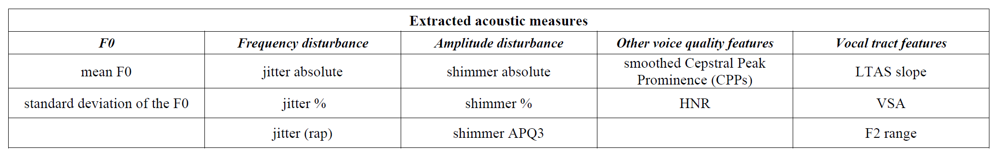 Extracted acoustic measures
F0 Frequency disturbance Amplitude disturbance Other voice quality features Vocal tract features
mean F0 jitter absolute shimmer absolute smoothed Cepstral Peak Prominence (CPPs) LTAS slope
standard deviation of the F0 jitter % shimmer % HNR VSA
jitter (rap) shimmer APQ3 F2 range